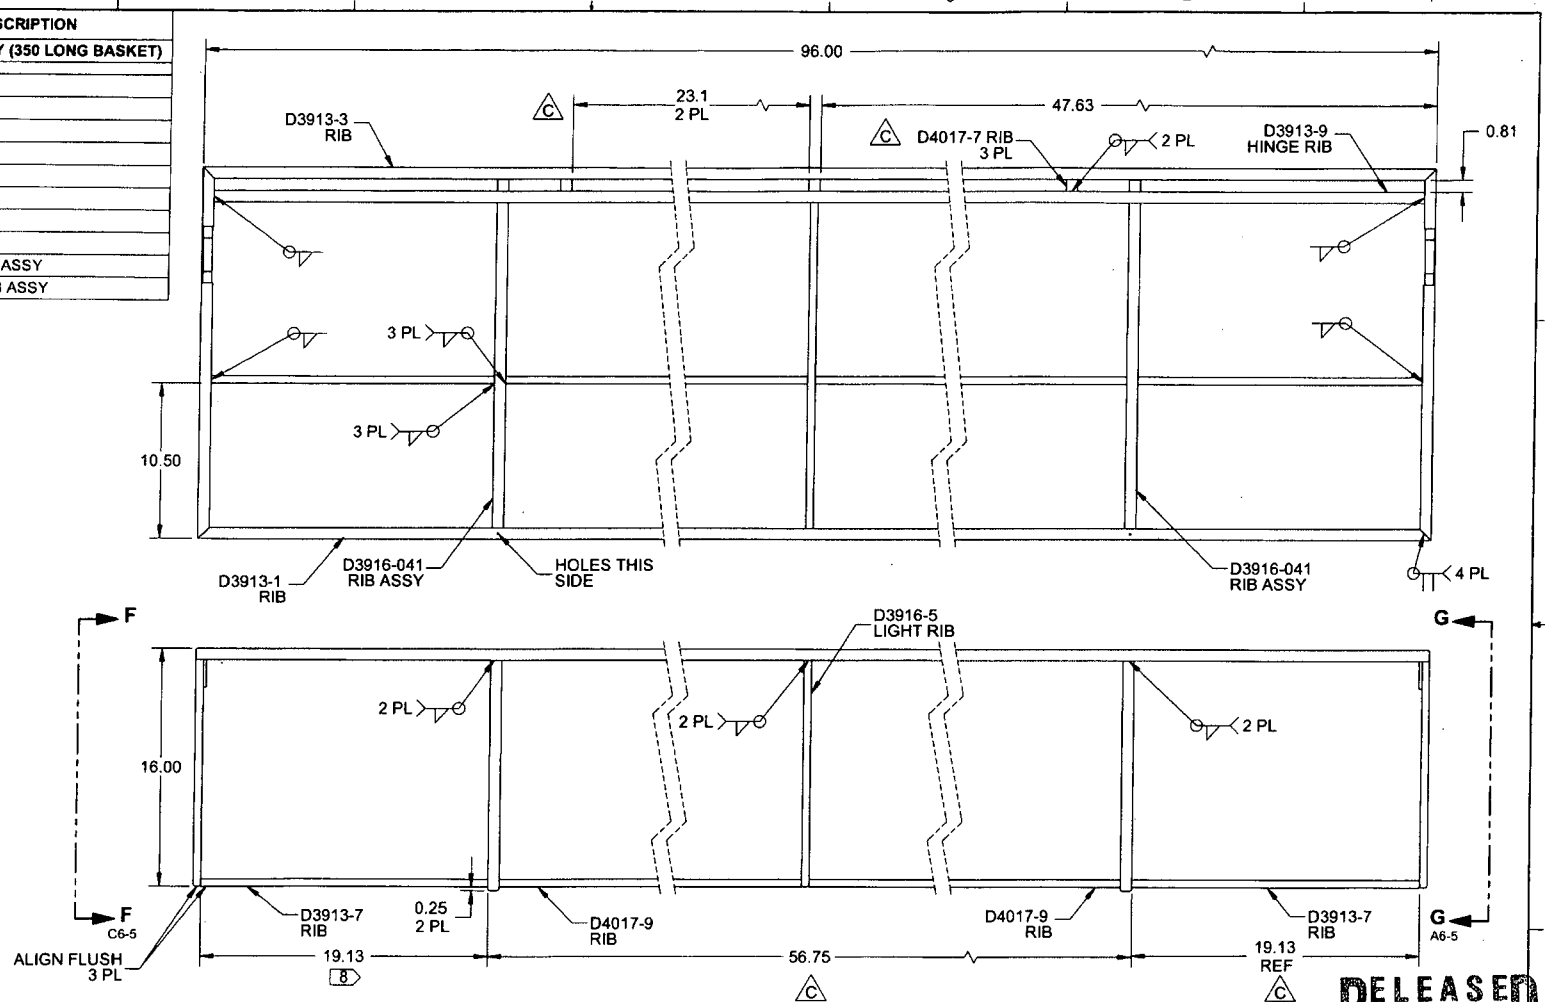 SCRIPTION
Y (350 LONG BASKET)
ASSY
ASSY
96.00
C
23.1
2 PL
47.63
C
D3913-3
RIB
D4017-7 RIB
3 PL
2 PL
D3913-9
HINGE RIB
0.81
3 PL
3 PL
10.50
D3913-1
RIB
D3916-041
RIB ASSY
HOLES THIS
SIDE
D3916-041
RIB ASSY
4 PL
F
D3916-5
LIGHT RIB
G
2 PL
2 PL
2 PL
16.00
F
C6-5
D3913-7
RIB
0.25
2 PL
D4017-9
RIB
D4017-9
RIB
D3913-7
RIB
G
A6-5
ALIGN FLUSH
3 PL
19.13
8
56.75
C
19.13
REF
C
RELEASED